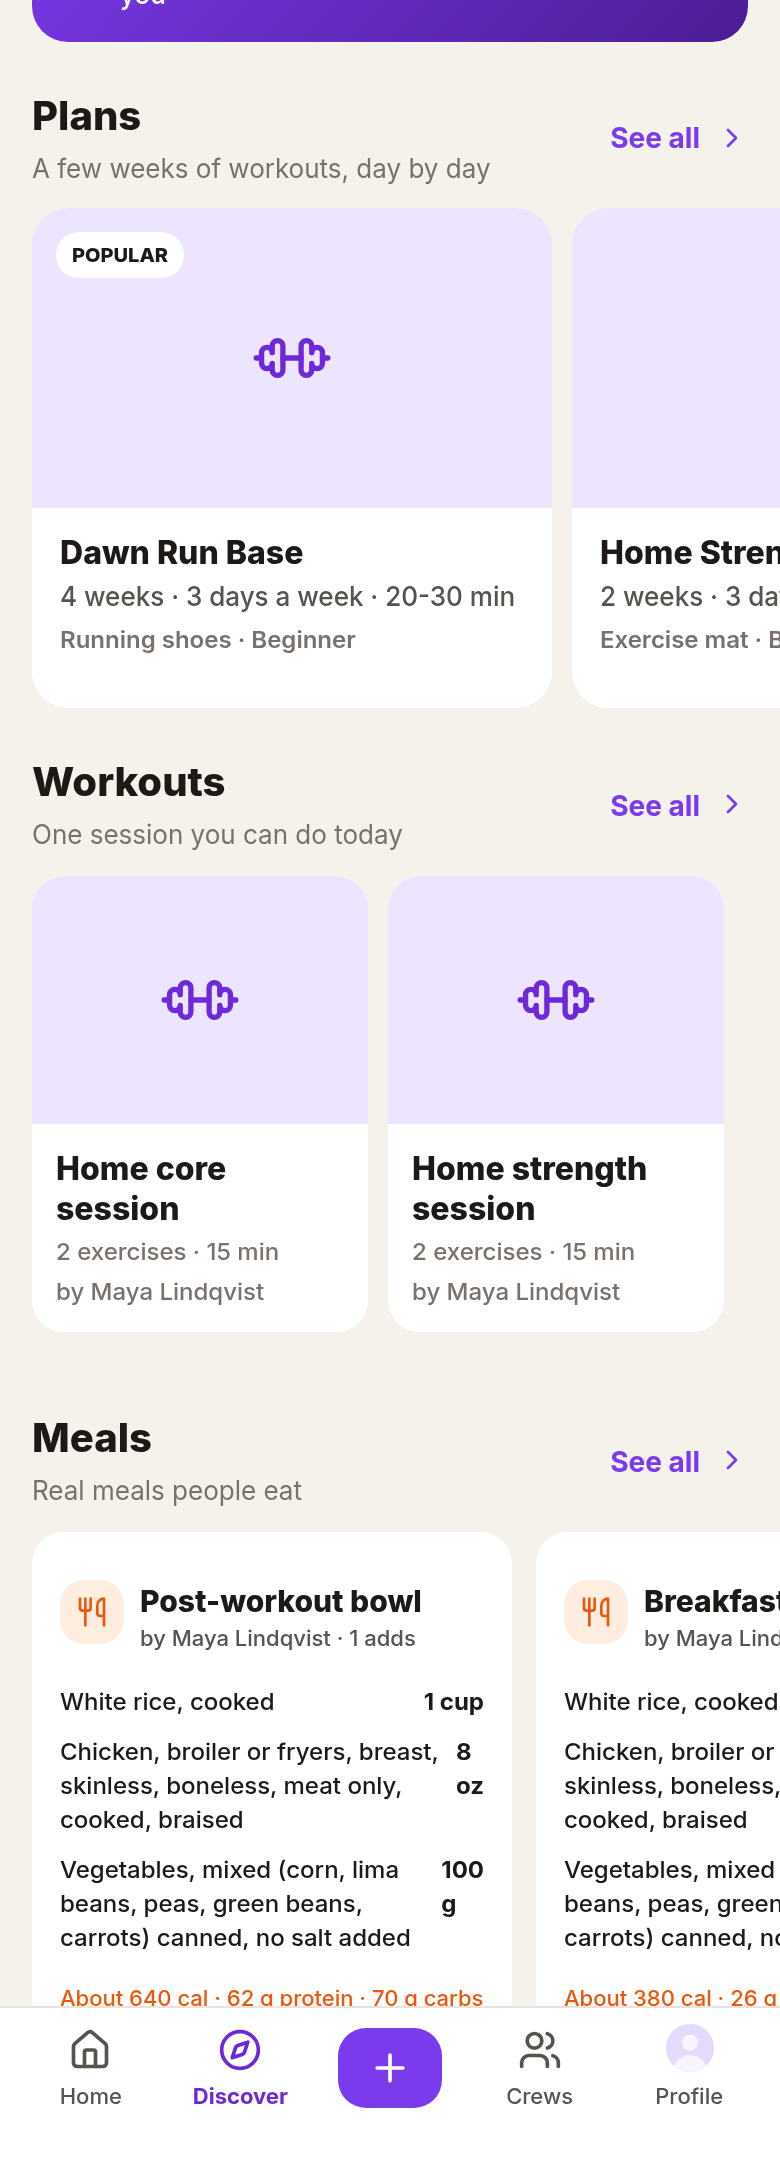 you
Plans
A few weeks of workouts, day by day
See all
POPULAR
Dawn Run Base
4 weeks · 3 days a week · 20-30 min
Running shoes · Beginner
Home Stren
2 weeks · 3 da
Exercise mat · B
Workouts
One session you can do today
See all
Home core
session
2 exercises · 15 min
by Maya Lindqvist
Home strength
session
2 exercises · 15 min
by Maya Lindqvist
Meals
Real meals people eat
See all
Post-workout bowl
by Maya Lindqvist · 1 adds
White rice, cooked 1 cup
Chicken, broiler or fryers, breast, 8
skinless, boneless, meat only, oz
cooked, braised
Vegetables, mixed (corn, lima 100
beans, peas, green beans, g
carrots) canned, no salt added
About 640 cal · 62 g protein · 70 g carbs
Breakfast
by Maya Lind
White rice, cooked
Chicken, broiler or
skinless, boneless,
cooked, braised
Vegetables, mixed
beans, peas, green
carrots) canned, no
About 380 cal · 26 g
Home
Discover
Crews
Profile